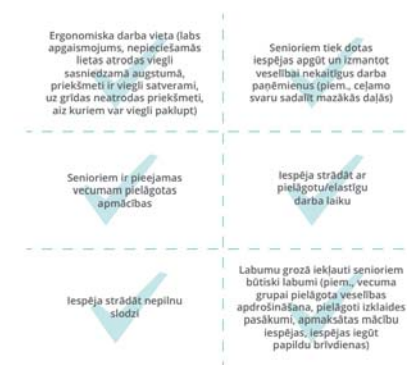 Ergonomiska darba vieta (labs
apgaismojums, nepieciešamās
lietas atrodas viegli
sasniedzamā augstumā,
priekšmeti ir viegli satverami,
uz grīdas neatrodas priekšmeti,
aiz kuriem var viegli paklupt)
Senioriem tiek dotas
iespējas apgūt un izmantot
veselībai nekaitīgus darba
paņēmienus (piem., ceļamo
svaru sadalīt mazākās daļās)
Senioriem ir pieejamas
vecumam pielāgotas
apmācības
Iespēja strādāt ar
pielāgotu/elastīgu
darba laiku
Iespēja strādāt nepilnu
slodzi
Labumu grozā iekļauti senioriem
būtiski labumi (piem., vecuma
grupai pielāgota veselības
apdrošināšana, pielāgoti izklaides
pasākumi, apmaksātas mācību
iespējas, iespējas iegūt
papildu brīvdienas)